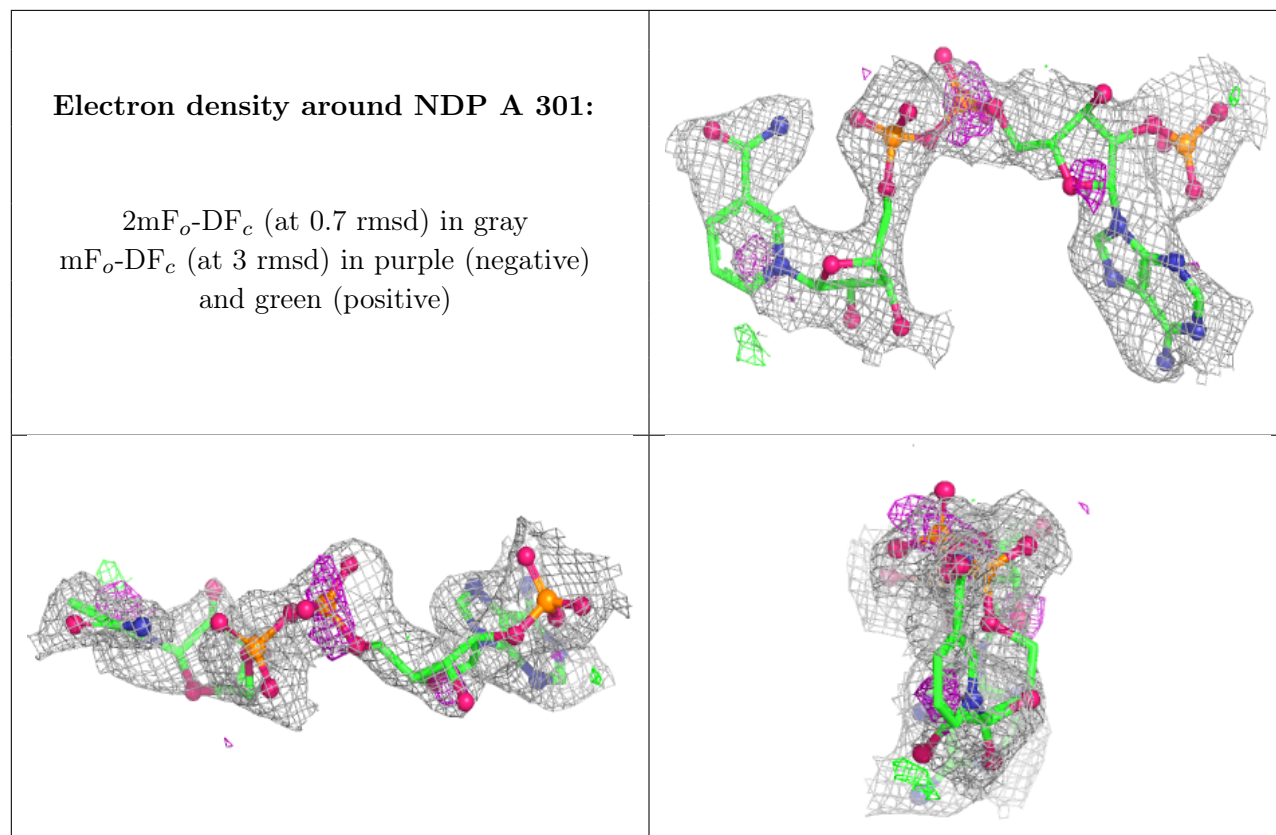 Electron density around NDP A 301:
2mFo-DFc (at 0.7 rmsd) in gray
mFo-DFc (at 3 rmsd) in purple (negative)
and green (positive)